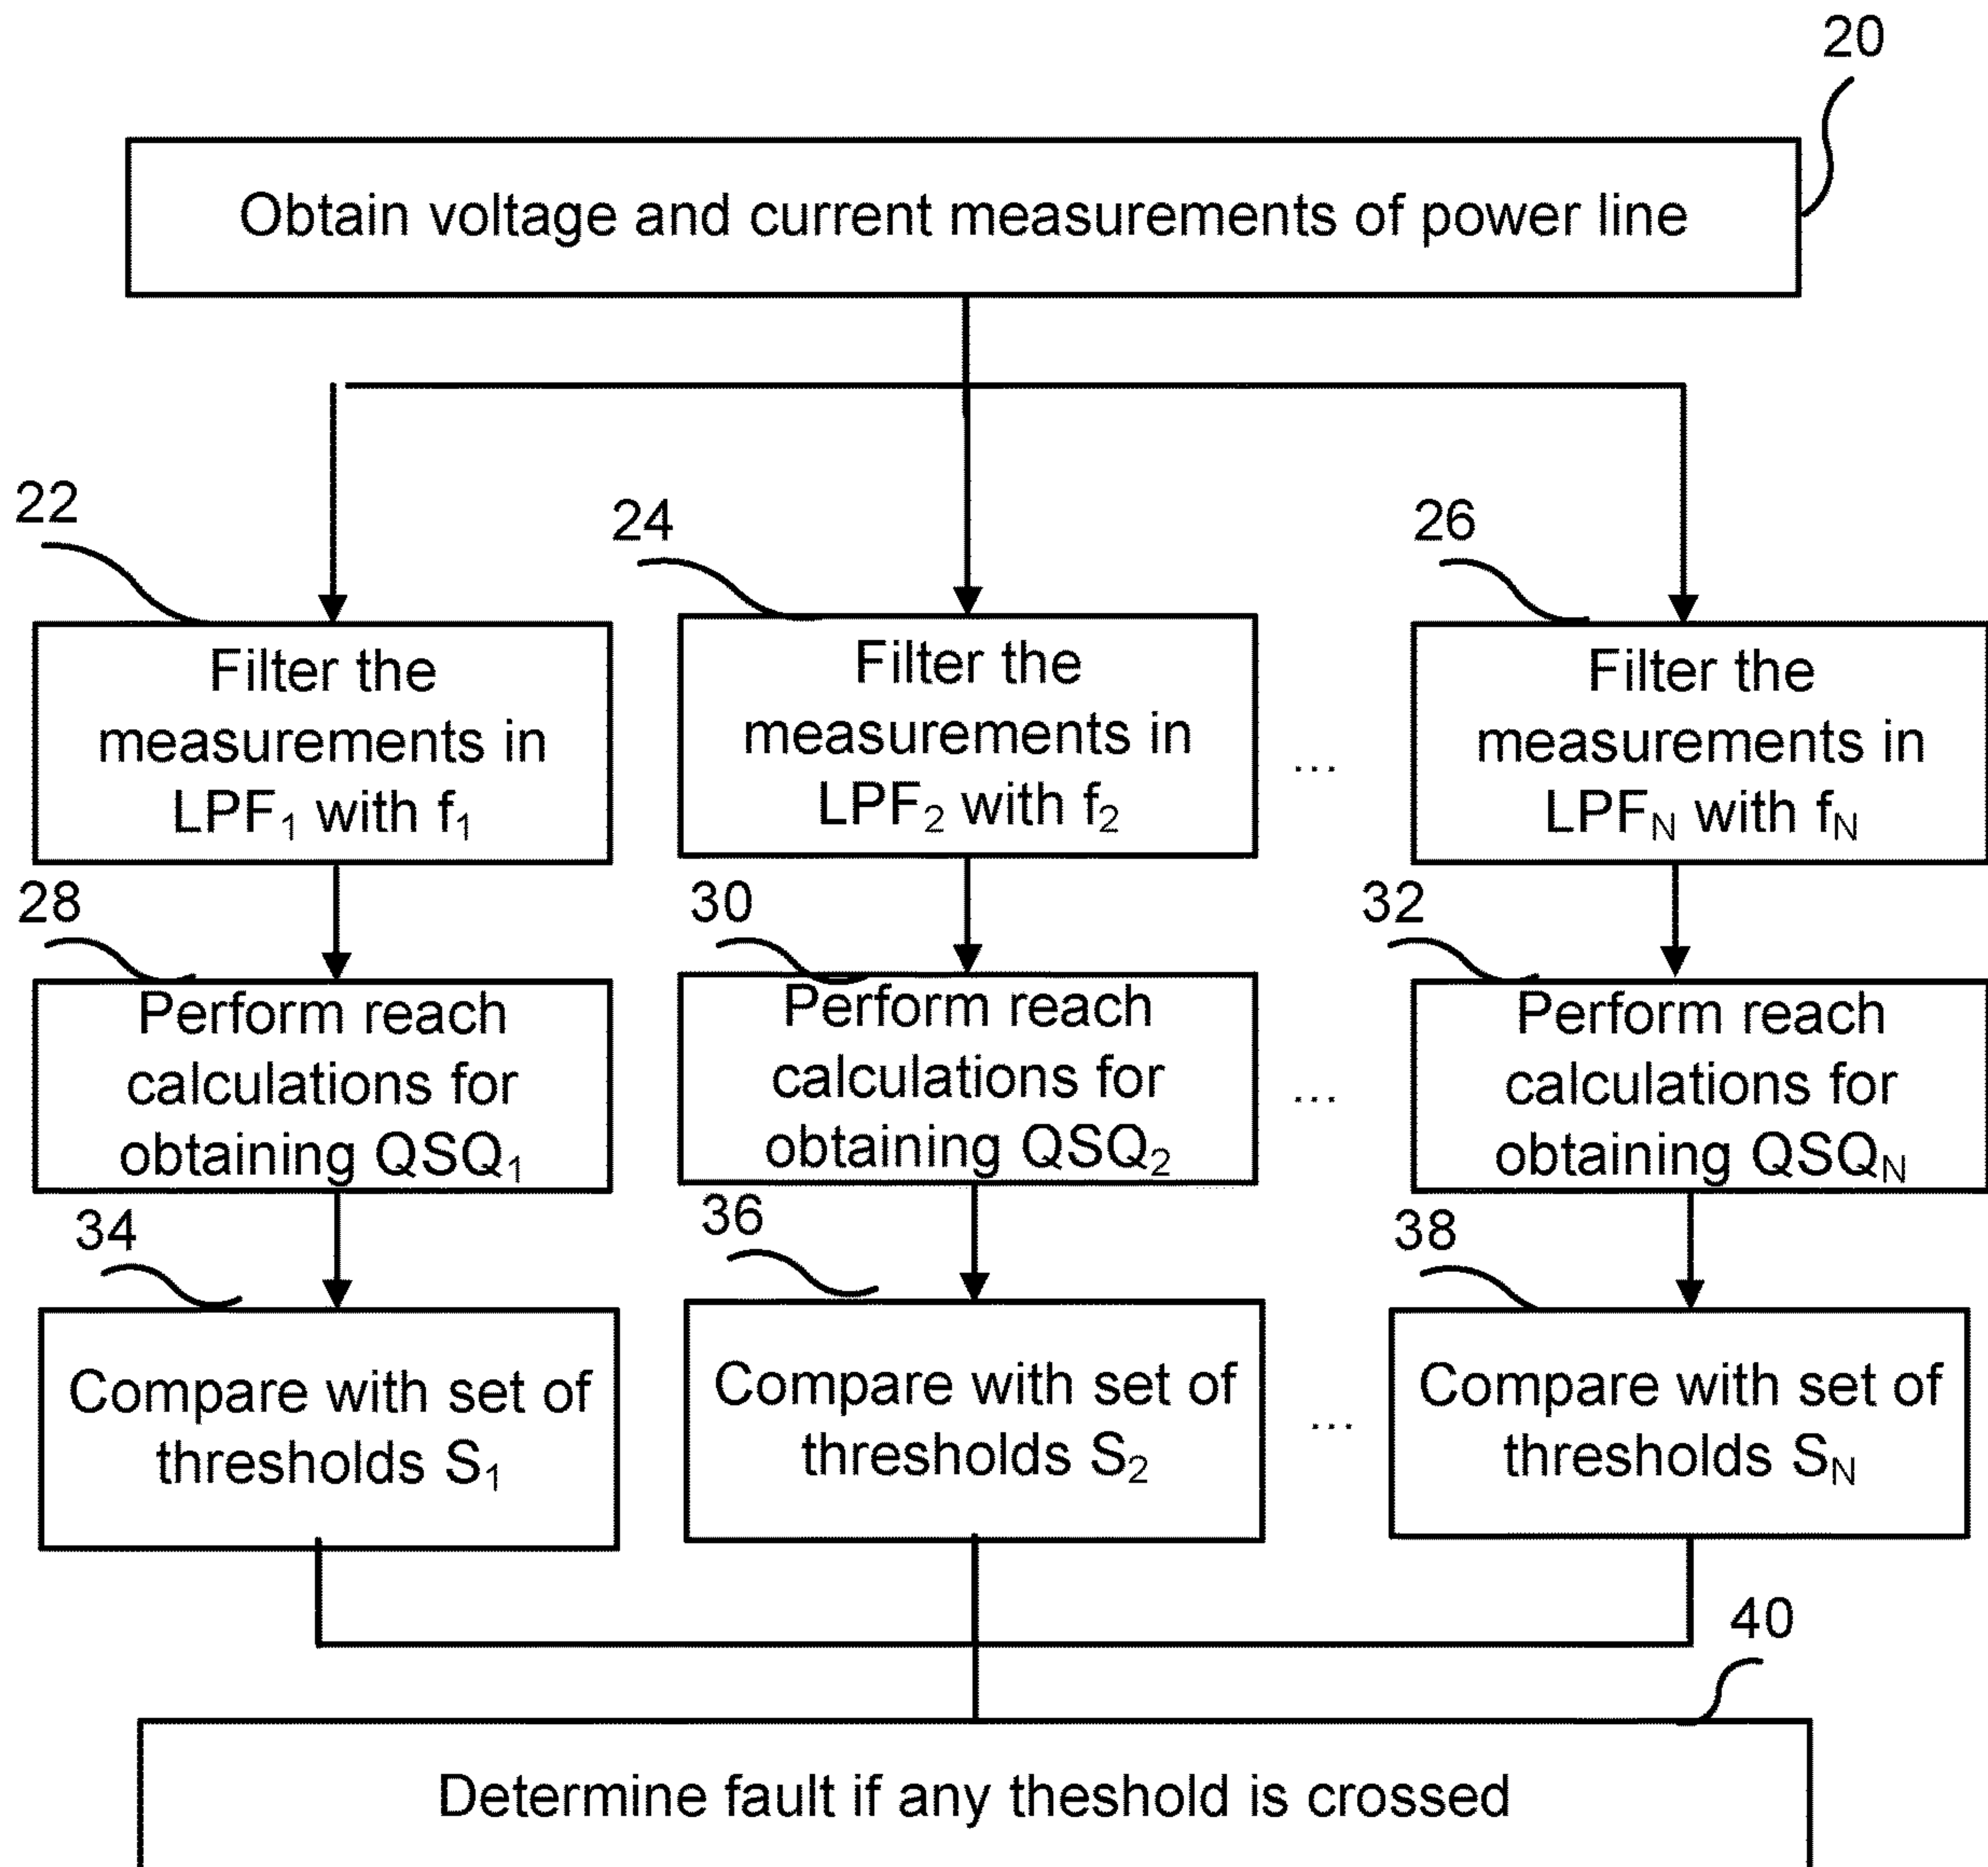 20
Obtain voltage and current measurements of power line
22
24
26
Filter the
measurements in
LPF₁ with f₁
Filter the
measurements in
LPF₂ with f₂
...
Filter the
measurements in
LPF_N with f_N
28
30
32
Perform reach
calculations for
obtaining QSQ₁
Perform reach
calculations for
obtaining QSQ₂
...
Perform reach
calculations for
obtaining QSQ_N
34
36
38
Compare with set of
thresholds S₁
Compare with set of
thresholds S₂
...
Compare with set of
thresholds S_N
40
Determine fault if any theshold is crossed